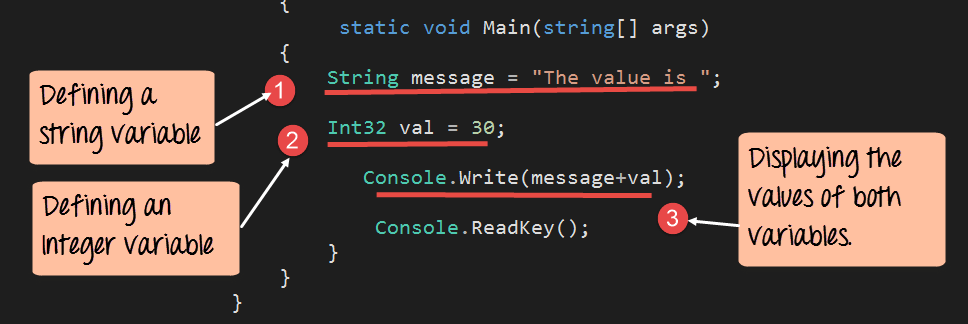 {
static void Main(string[] args)
{
Defining a
string variable
1
String message = "The value is ";
2
Int32 val = 30;
Defining an
Integer variable
Console.Write(message+val);
3
Displaying the
values of both
variables.
Console.ReadKey();
}
}
}